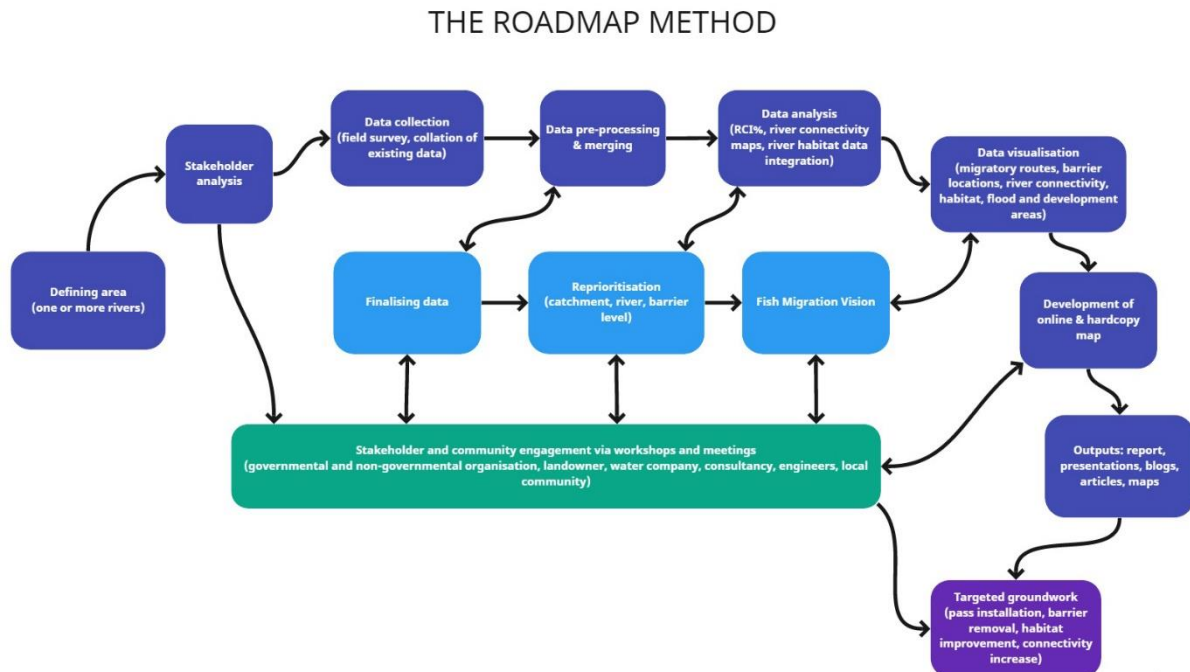 THE ROADMAP METHOD
Data collection
(field survey, collation of
existing data)
Data pre-processing
& merging
Data analysis
(RCI%, river connectivity
maps, river habitat data
integration)
Stakeholder
analysis
Data visualisation
(migratory routes, barrier
locations, river connectivity,
habitat, flood and development
areas)
Defining area
(one or more rivers)
Finalising data
Reprioritisation
(catchment, river, barrier
level)
Fish Migration Vision
Development of
online & hardcopy
map
Stakeholder and community engagement via workshops and meetings
(governmental and non-governmental organisation, landowner, water company, consultancy, engineers, local
community)
Outputs: report,
presentations, blogs,
articles, maps
Targeted groundwork
(pass installation, barrier
removal, habitat
improvement, connectivity
increase)